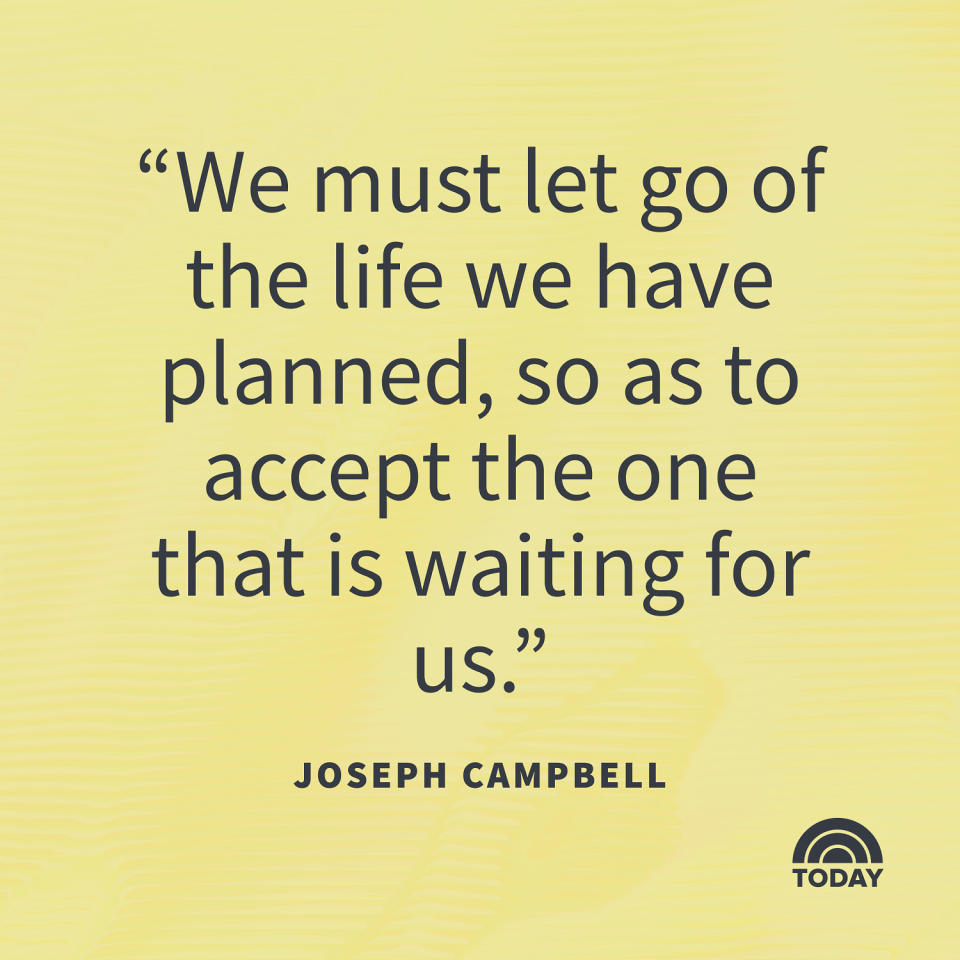 “We must let go of
the life we have
planned, so as to
accept the one
that is waiting for
us.”
JOSEPH CAMPBELL
TODAY